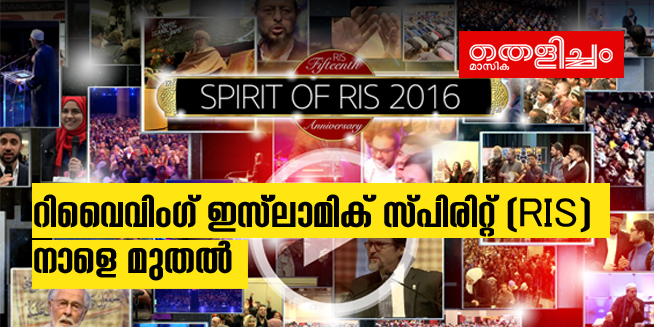 RIS
Fifteenth
SPIRIT OF RIS 2016
Anniversary
തെളിച്ചം
മാസിക
റിവൈവിംഗ് ഇസ്‌ലാമിക് സ്പിരിറ്റ് (RIS)
നാളെ മുതൽ